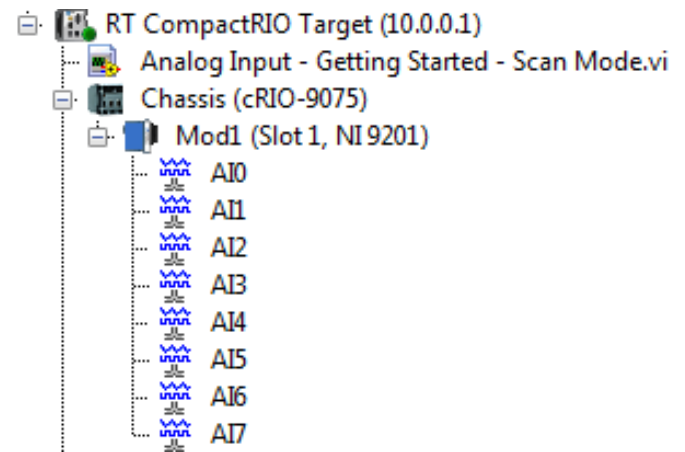 RT CompactRIO Target (10.0.0.1)
Analog Input - Getting Started - Scan Mode.vi
Chassis (cRIO-9075)
Mod1 (Slot 1, NI 9201)
AI0
AI1
AI2
AI3
AI4
AI5
AI6
AI7